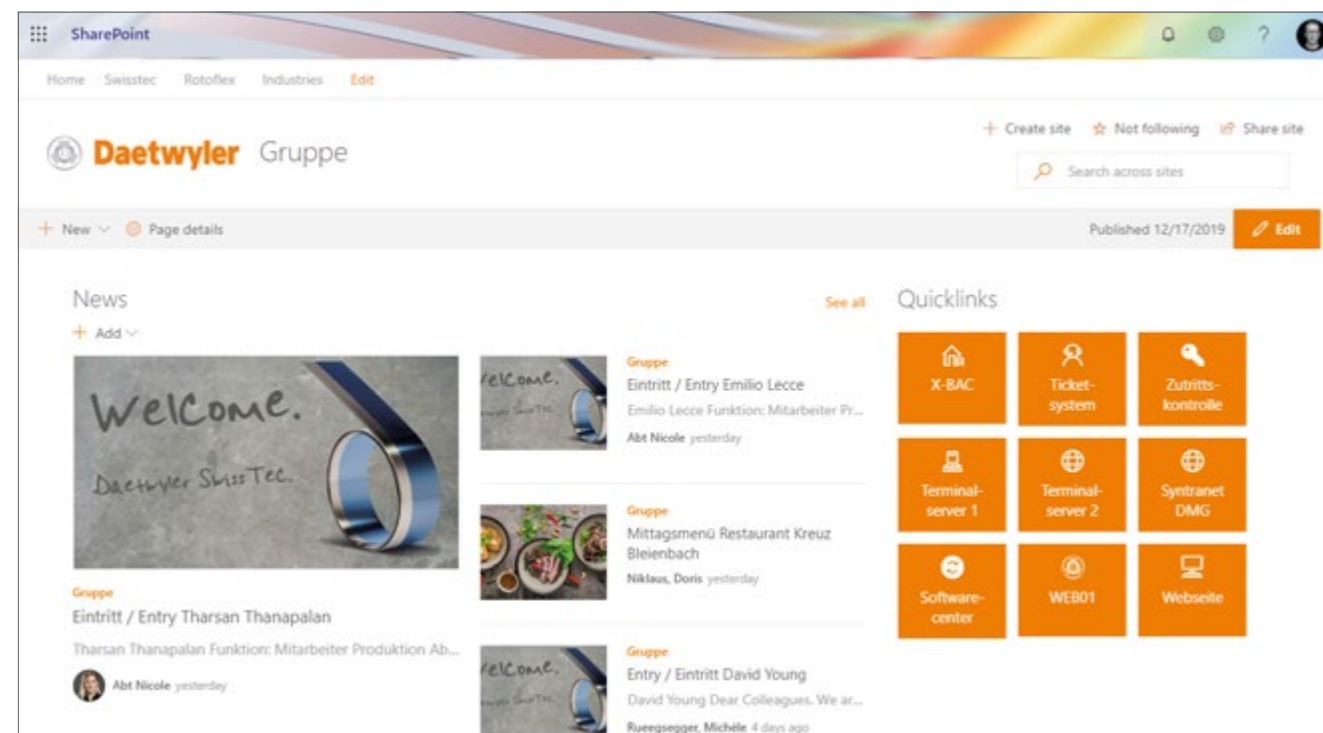 SharePoint
?
Home Swisstec Rotoflex Industries Edit
Daetwyler Gruppe
Create site Not following Share site
Search across sites
New Page details
Published 12/17/2019 Edit
News
See all
Add
Welcome.
Daetwyler SwissTec.
Gruppe
Eintritt / Entry Tharsan Thanapalan
Tharsan Thanapalan Funktion: Mitarbeiter Produktion Ab...
Abt Nicole yesterday
Welcome.
Gruppe
Eintritt / Entry Emilio Lecce
Emilio Lecce Funktion: Mitarbeiter Pr...
Abt Nicole yesterday
Gruppe
Mittagsmenü Restaurant Kreuz
Bleienbach
Niklaus, Doris yesterday
Welcome.
Gruppe
Entry / Eintritt David Young
David Young Dear Colleagues. We ar...
Rueegsegger, Michèle 4 days ago
Quicklinks
X-BAC
Ticket-
system
Zutritts-
kontrolle
Terminal-
server 1
Terminal-
server 2
Syntranet
DMG
Software-
center
WEB01
Webseite